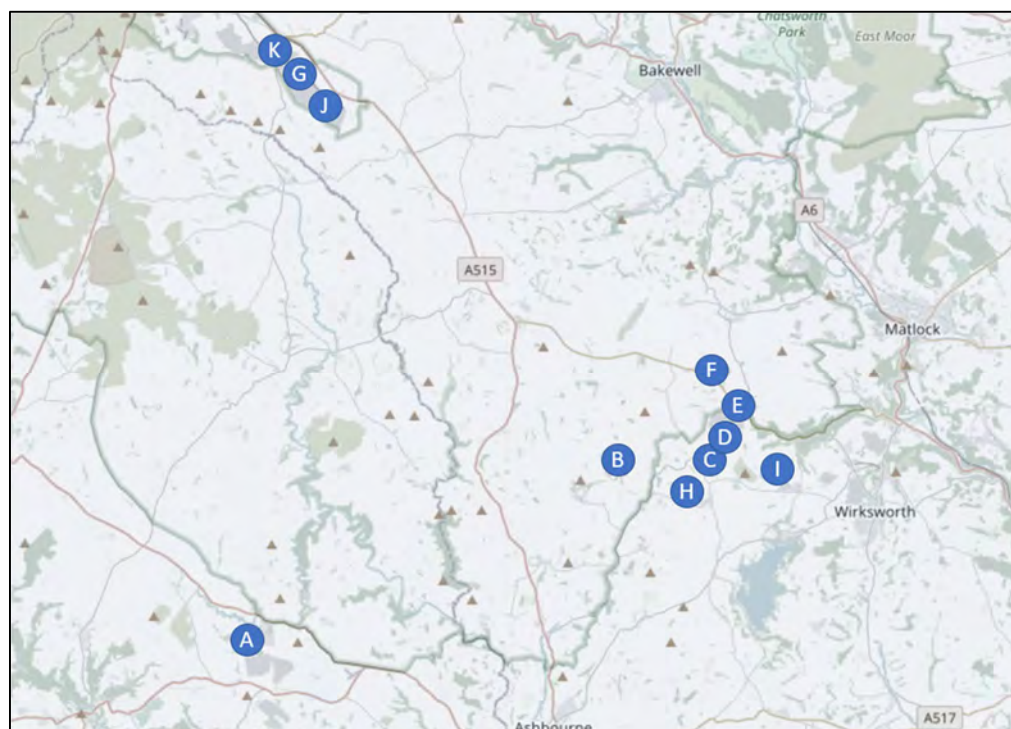 Chatsworth
Park
East Moor
K
G
Bakewell
J
A6
A515
Matlock
F
E
D
B
C
I
H
Wirksworth
A
A517
Ashbourne